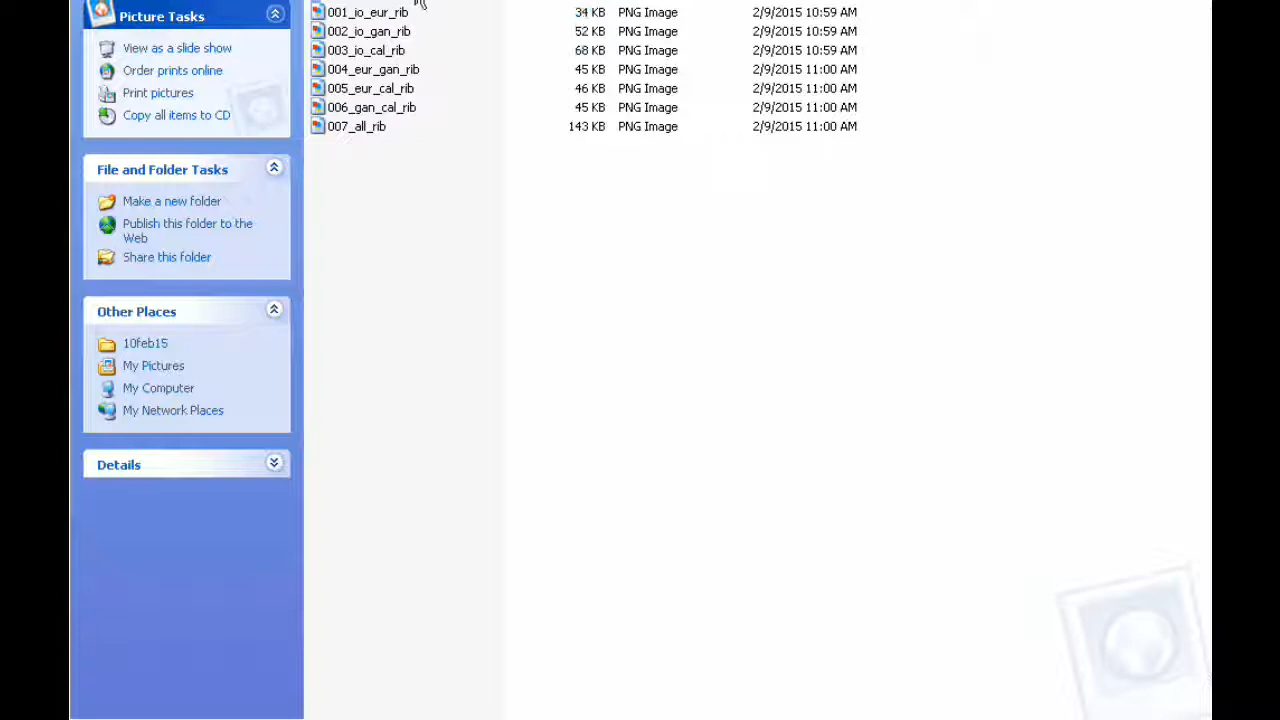 Picture Tasks
View as a slide show
Order prints online
Print pictures
Copy all items to CD
File and Folder Tasks
Make a new folder
Publish this folder to the
Web
Share this folder
Other Places
10feb15
My Pictures
My Computer
My Network Places
Details
001_io_eur_rib 34 KB PNG Image 2/9/2015 10:59 AM
002_io_gan_rib 52 KB PNG Image 2/9/2015 10:59 AM
003_io_cal_rib 68 KB PNG Image 2/9/2015 10:59 AM
004_eur_gan_rib 45 KB PNG Image 2/9/2015 11:00 AM
005_eur_cal_rib 46 KB PNG Image 2/9/2015 11:00 AM
006_gan_cal_rib 45 KB PNG Image 2/9/2015 11:00 AM
007_all_rib 143 KB PNG Image 2/9/2015 11:00 AM